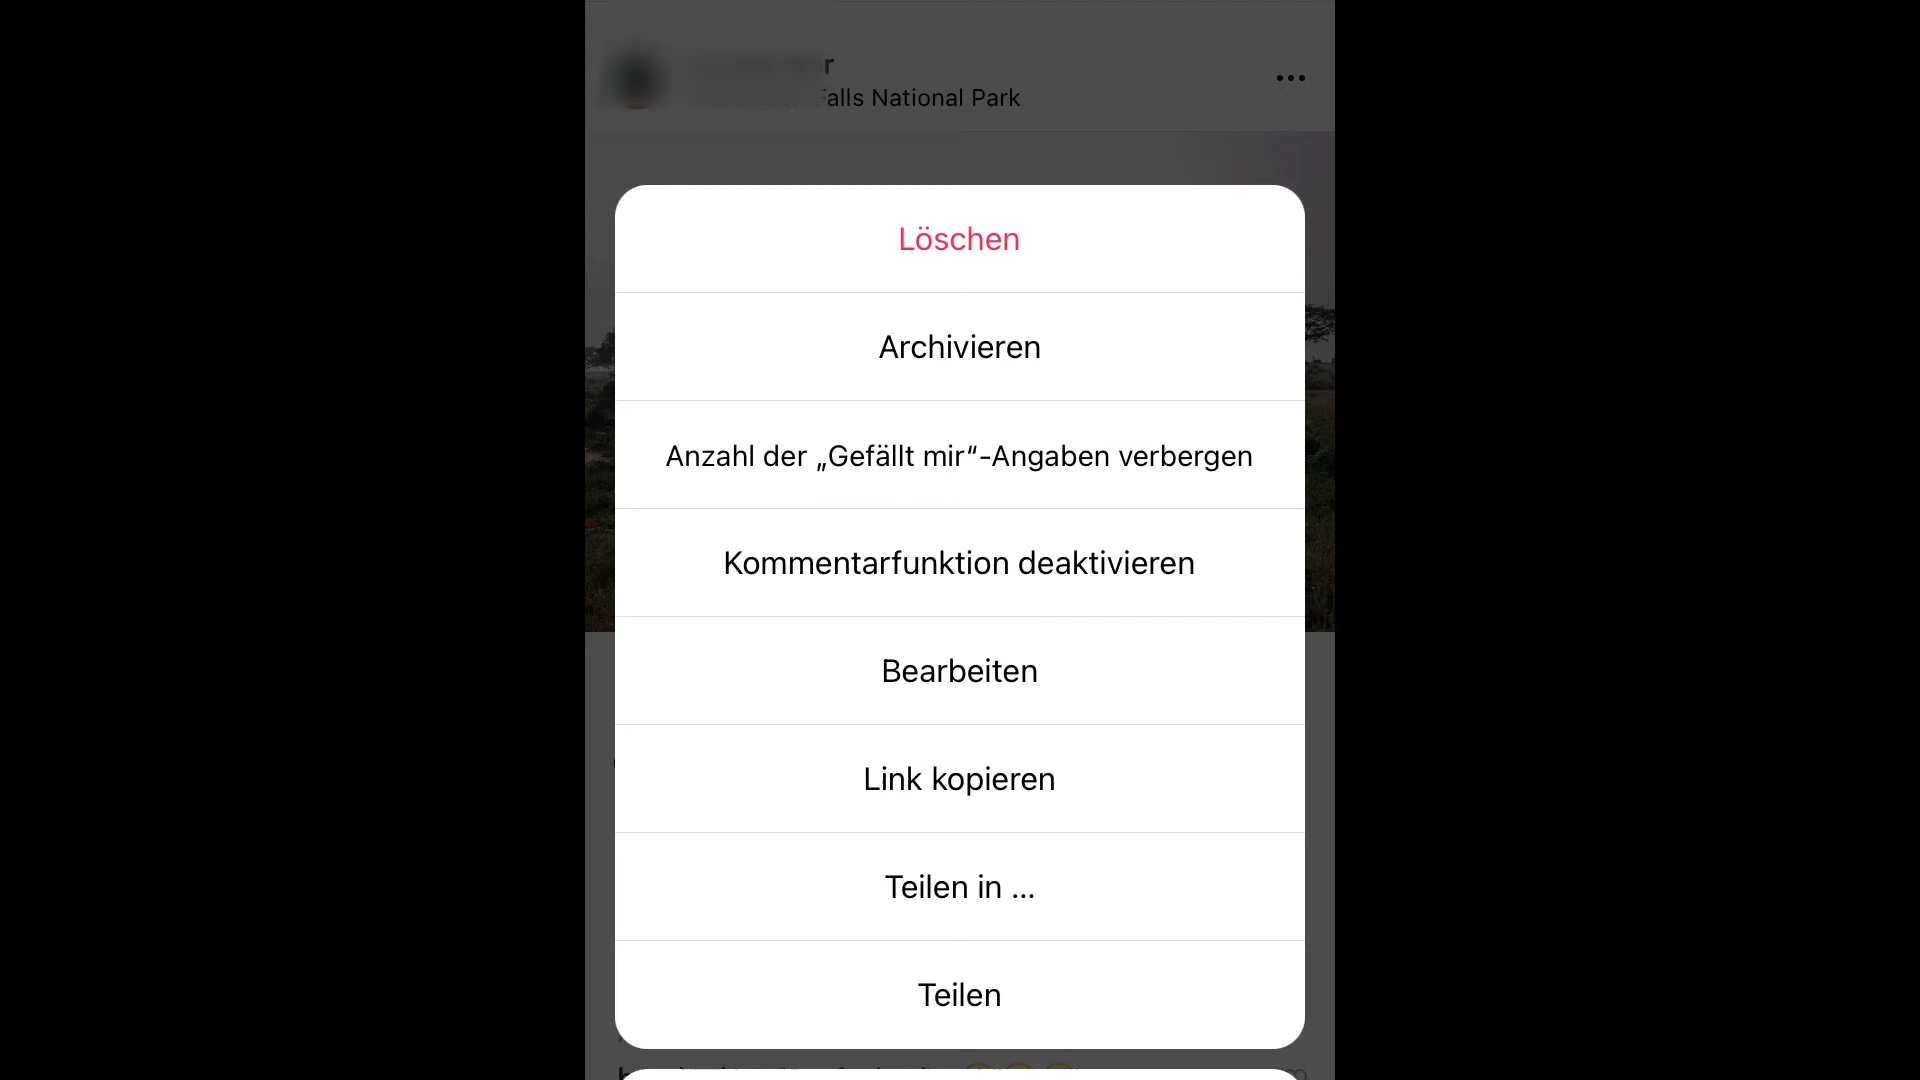 alls National Park
Löschen
Archivieren
Anzahl der „Gefällt mir“-Angaben verbergen
Kommentarfunktion deaktivieren
Bearbeiten
Link kopieren
Teilen in ...
Teilen